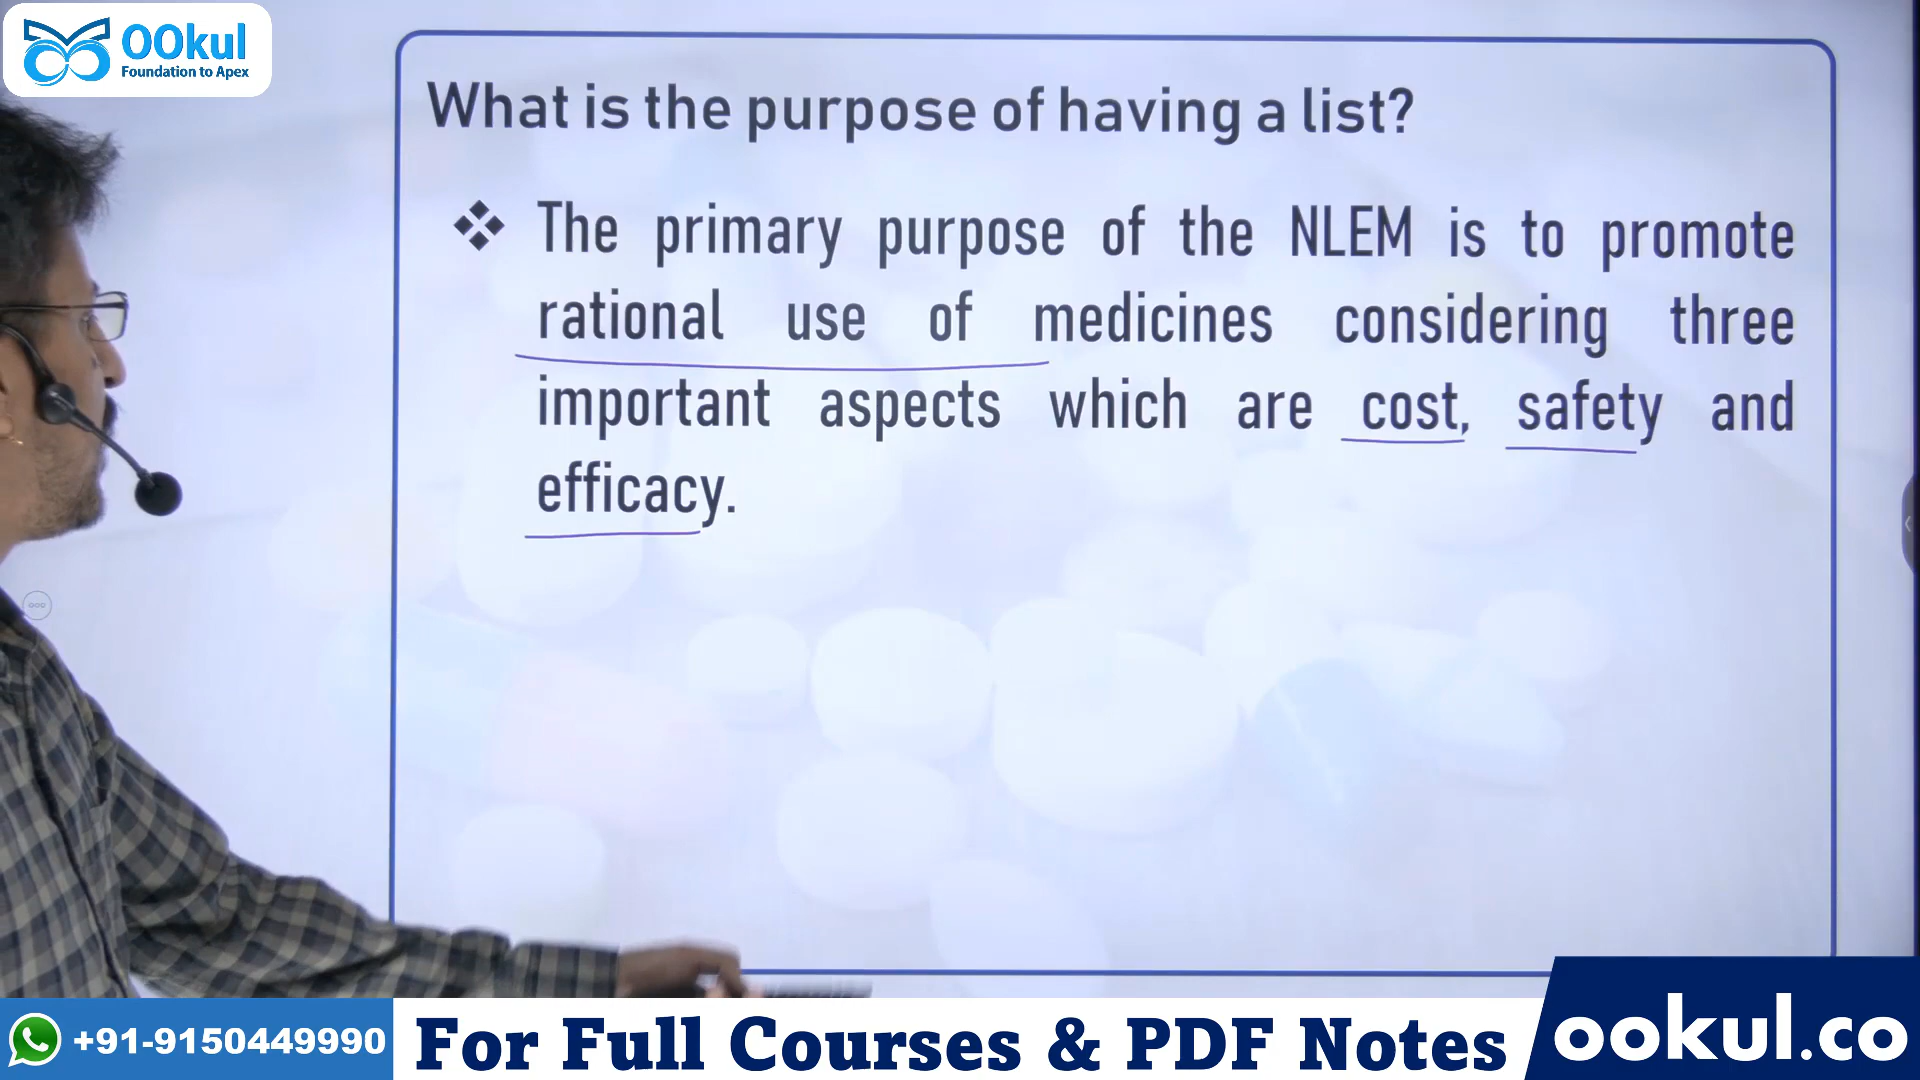 OOkul
Foundation to Apex
What is the purpose of having a list?
The primary purpose of the NLEM is to promote
rational use of medicines considering three
important aspects which are cost, safety and
efficacy.
+91-9150449990
For Full Courses & PDF Notes
ookul.co